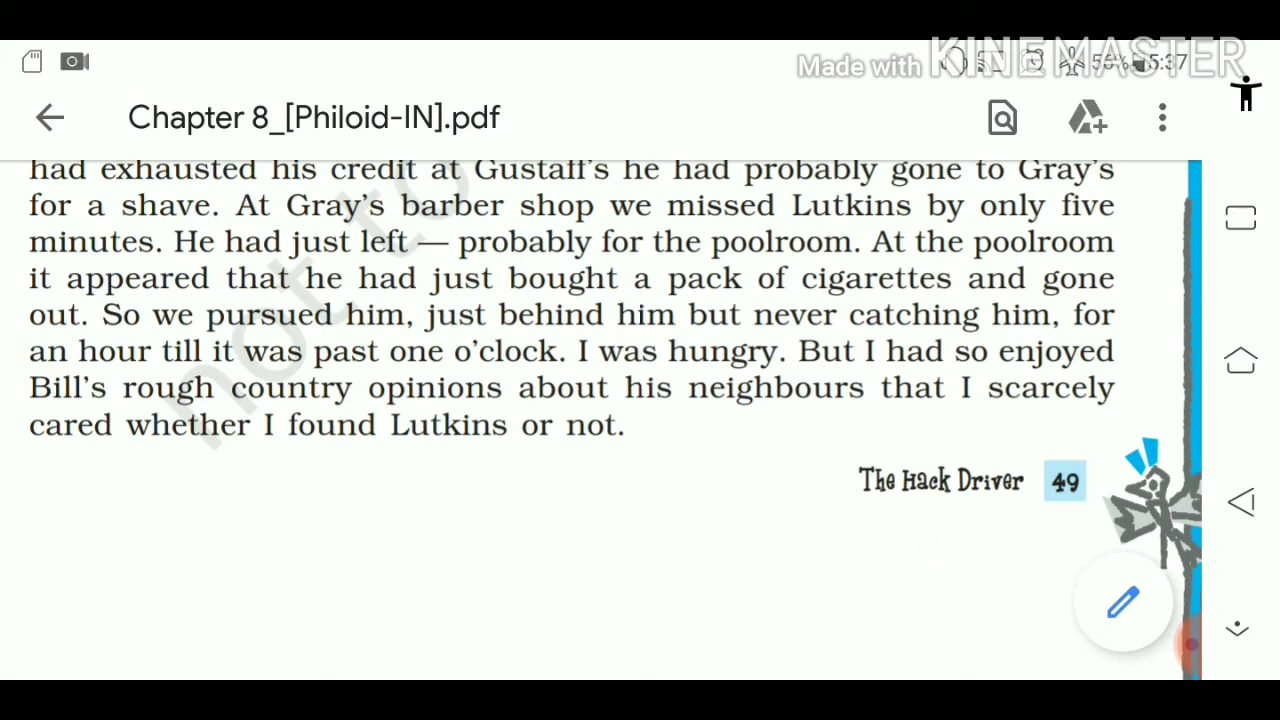 Made with KINEMASTER
56% 5:37
Chapter 8_[Philoid-IN].pdf
had exhausted his credit at Gustaff's he had probably gone to Gray's
for a shave. At Gray's barber shop we missed Lutkins by only five
minutes. He had just left — probably for the poolroom. At the poolroom
it appeared that he had just bought a pack of cigarettes and gone
out. So we pursued him, just behind him but never catching him, for
an hour till it was past one o'clock. I was hungry. But I had so enjoyed
Bill's rough country opinions about his neighbours that I scarcely
cared whether I found Lutkins or not.
not to
The Hack Driver 49